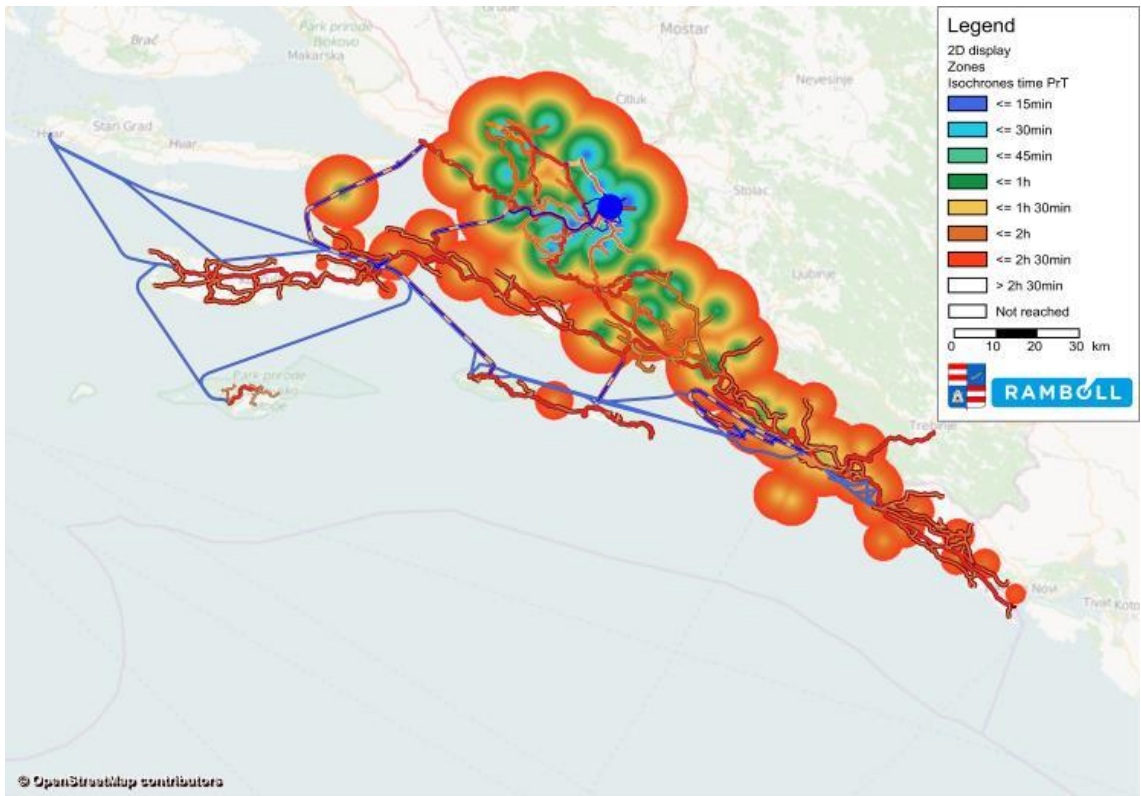 Park prirode
Biokovo
Makarska
Mostar
Brač
Nevesinje
Čitluk
Hvar
Stari Grad
Hvar
Stolac
Ljubinje
Park prirode
Trebinje
Novi
Tivat
Legend
2D display
Zones
Isochrones time PrT
<= 15min
<= 30min
<= 45min
<= 1h
<= 1h 30min
<= 2h
<= 2h 30min
> 2h 30min
Not reached
0 10 20 30 km
RAMBOLL
© OpenStreetMap contributors